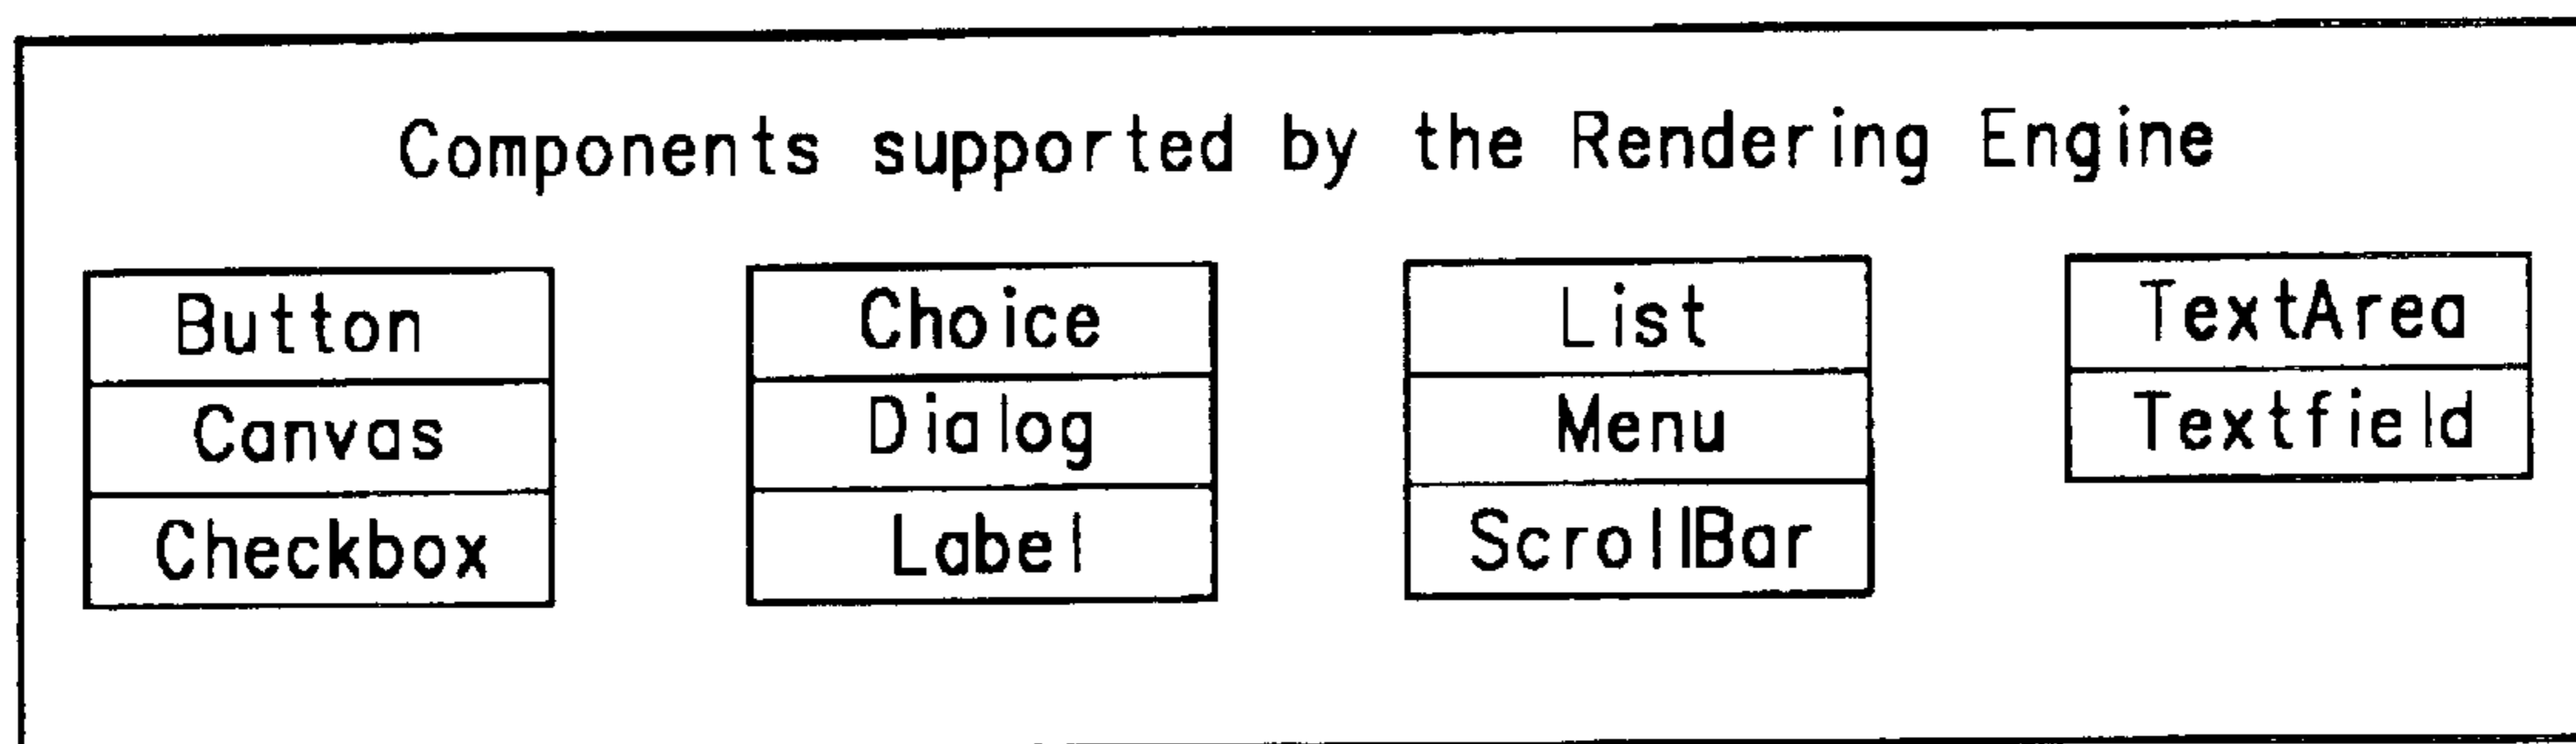 Components supported by the Rendering Engine
Button
Canvas
Checkbox
Choice
Dialog
Label
List
Menu
ScrollBar
TextArea
Textfield